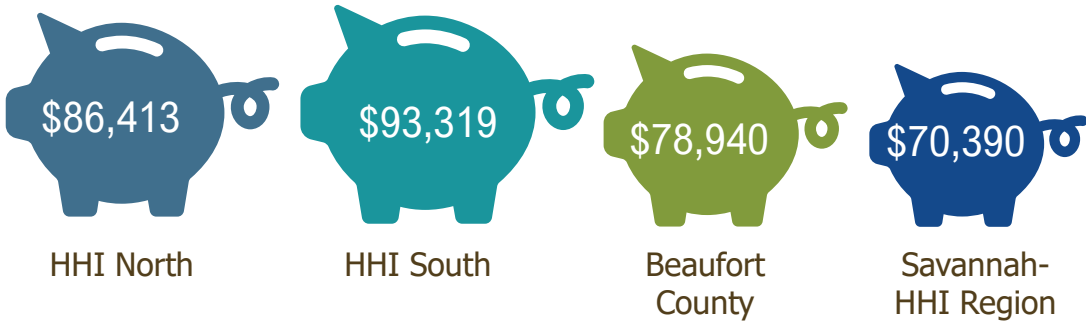 $86,413
$93,319
$78,940
$70,390
HHI North
HHI South
Beaufort
County
Savannah-
HHI Region